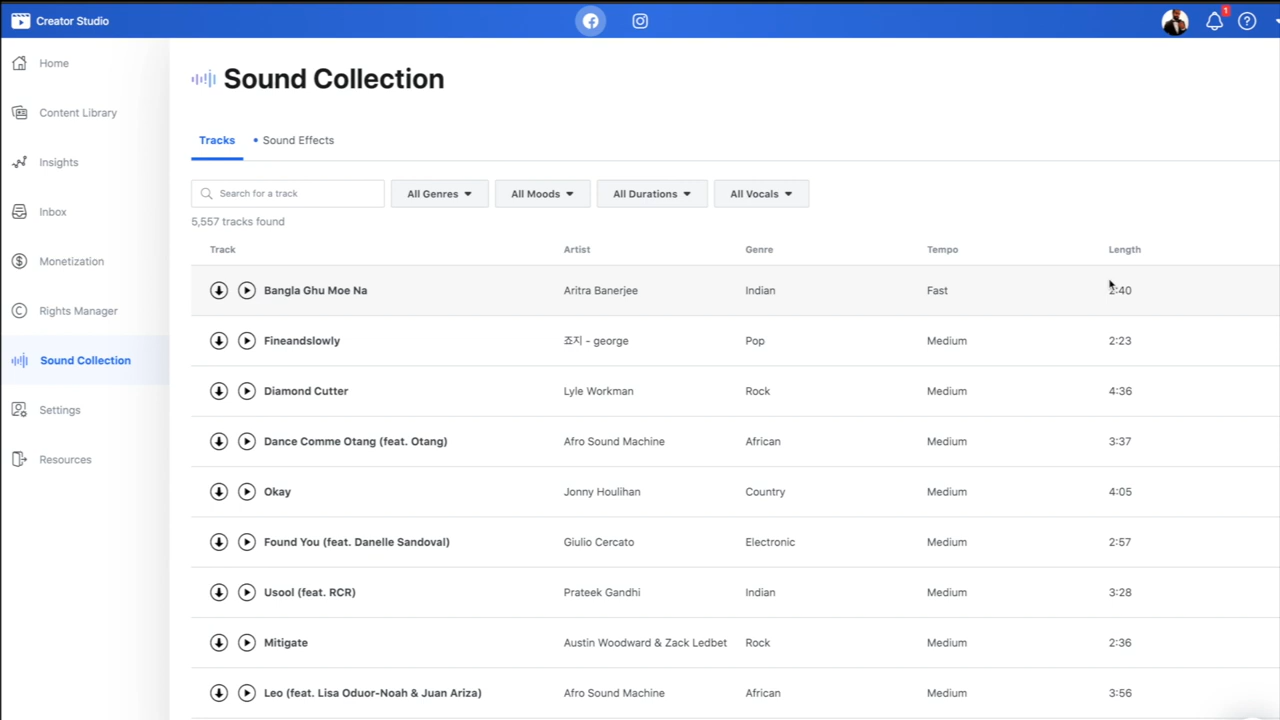 Creator Studio
1
Home
Content Library
Insights
Inbox
Monetization
Rights Manager
Sound Collection
Settings
Resources
Sound Collection
Tracks • Sound Effects
Search for a track All Genres All Moods All Durations All Vocals
5,557 tracks found
Track Artist Genre Tempo Length
Bangla Ghu Moe Na Aritra Banerjee Indian Fast 2:40
Fineandslowly 죠지 - george Pop Medium 2:23
Diamond Cutter Lyle Workman Rock Medium 4:36
Dance Comme Otang (feat. Otang) Afro Sound Machine African Medium 3:37
Okay Jonny Houlihan Country Medium 4:05
Found You (feat. Danelle Sandoval) Giulio Cercato Electronic Medium 2:57
Usool (feat. RCR) Prateek Gandhi Indian Medium 3:28
Mitigate Austin Woodward & Zack Ledbet Rock Medium 2:36
Leo (feat. Lisa Oduor-Noah & Juan Ariza) Afro Sound Machine African Medium 3:56